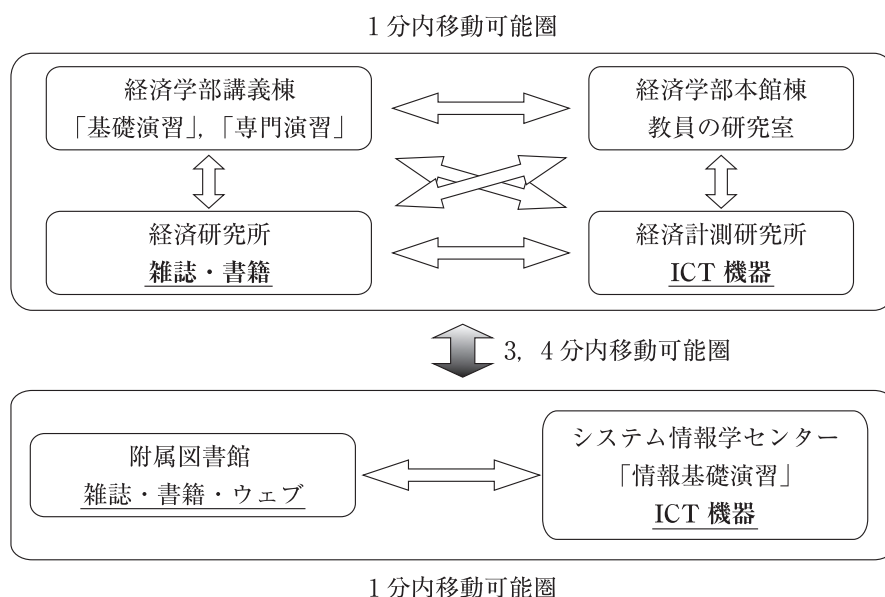 1分内移動可能圏
経済学部講義棟
「基礎演習」,「専門演習」
経済学部本館棟
教員の研究室
経済研究所
雑誌・書籍
経済計測研究所
ICT 機器
3, 4分内移動可能圏
附属図書館
雑誌・書籍・ウェブ
システム情報学センター
「情報基礎演習」
ICT 機器
1分内移動可能圏